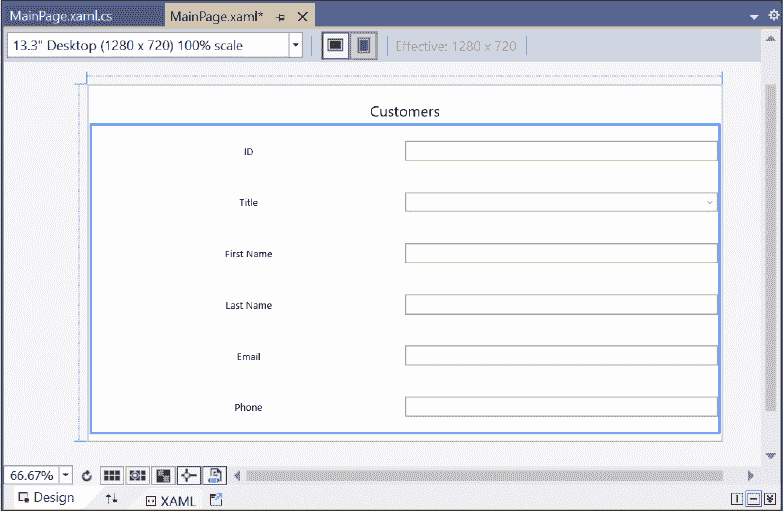 MainPage.xaml.cs MainPage.xaml*
13.3" Desktop (1280 x 720) 100% scale Effective: 1280 x 720
Customers
ID
Title
First Name
Last Name
Email
Phone
66.67%
Design XAML